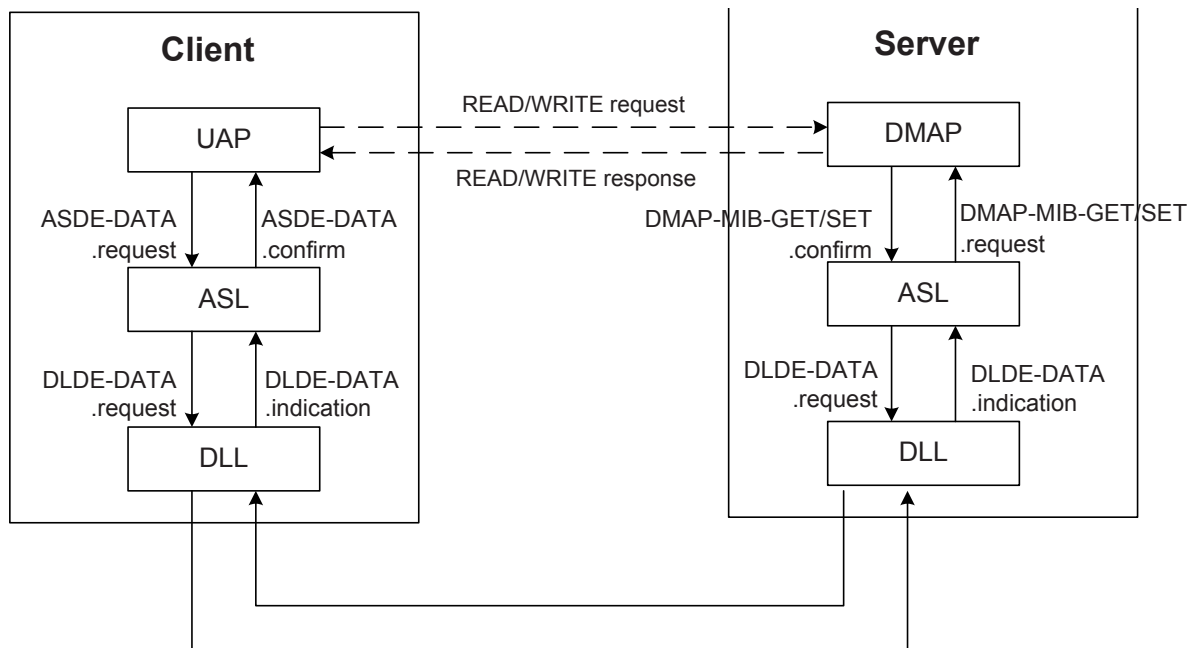 Client
Server
READ/WRITE request
UAP
DMAP
READ/WRITE response
ASDE-DATA
.request
ASDE-DATA
.confirm
DMAP-MIB-GET/SET
.confirm
DMAP-MIB-GET/SET
.request
ASL
ASL
DLDE-DATA
.request
DLDE-DATA
.indication
DLDE-DATA
.request
DLDE-DATA
.indication
DLL
DLL